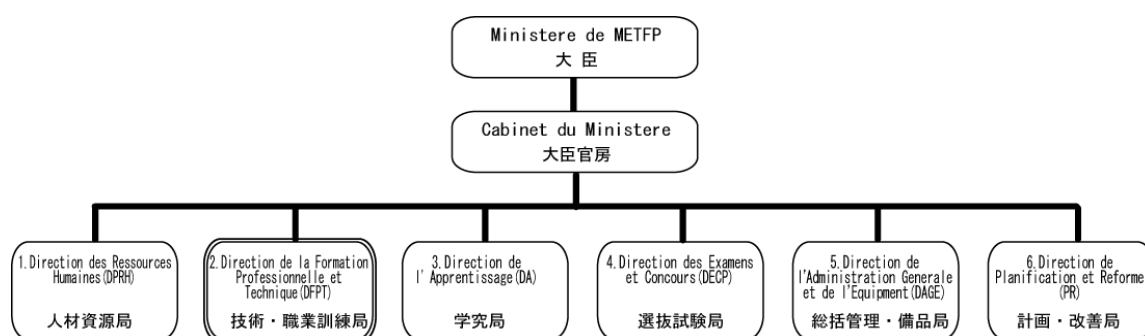 Ministere de METFP
大 臣
Cabinet du Ministere
大臣官房
1.Direction des Ressources
Humaines(DPRH)
人材資源局
2.Direction de la Formation
Professionnelle et
Technique(DFPT)
技術・職業訓練局
3.Direction de
l'Apprentissage(DA)
学究局
4.Direction des Examens
et Concours(DECP)
選抜試験局
5.Direction de
l'Administration Generale
et de l'Equipment(DAGE)
総括管理・備品局
6.Direction de
Planification et Reforme
(PR)
計画・改善局